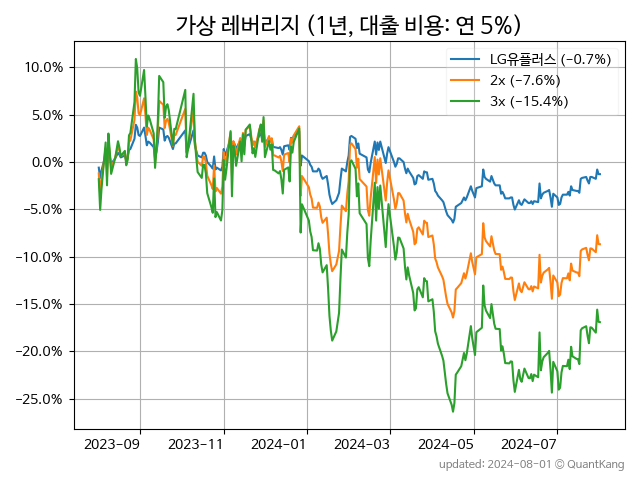 가상 레버리지 (1년, 대출 비용: 연 5%)
LG유플러스 (−0.7%)
2x (−7.6%)
3x (−15.4%)
10.0%
5.0%
0.0%
−5.0%
−10.0%
−15.0%
−20.0%
−25.0%
2023-09 2023-11 2024-01 2024-03 2024-05 2024-07
updated: 2024-08-01 © QuantKang